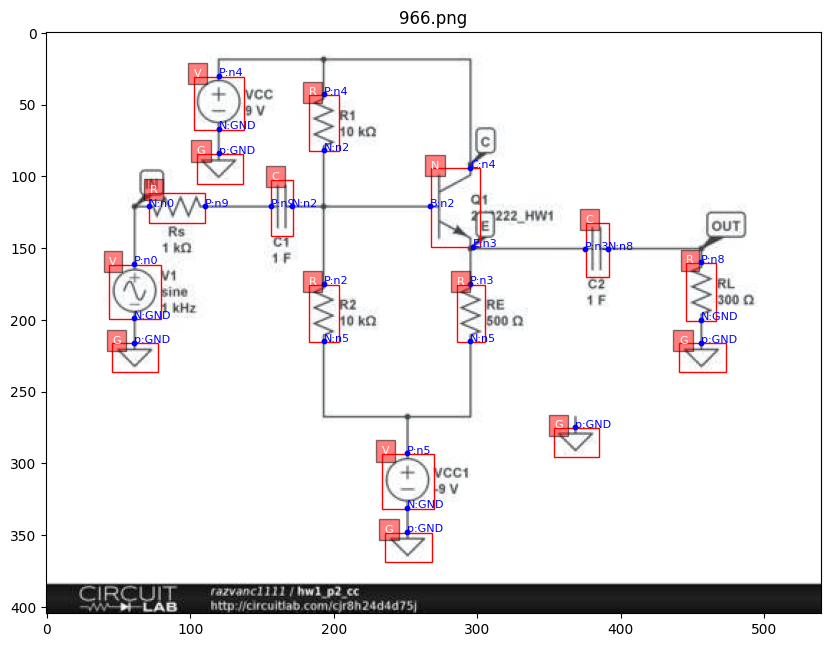 966.png
0
50
100
150
200
250
300
350
400
0
100
200
300
400
500
V
P:n4
VCC
9 V
N:GND
G
p:GND
R
P:n4
R1
10 kΩ
N:n2
C
N
C:n4
Q1
222_HW1
B:n2
E
E:n3
R
N:n0
P:n9
Rs
1 kΩ
C
N:n2
C1
1 F
V
P:n0
V1
sine
1 kHz
N:GND
G
p:GND
R
P:n2
R2
10 kΩ
N:n5
R
P:n3
RE
500 Ω
N:n5
C
P:n3
N:n8
C2
1 F
OUT
R
P:n8
RL
300 Ω
N:GND
G
p:GND
G
p:GND
V
P:n5
VCC1
-9 V
N:GND
G
p:GND
CIRCUIT
LAB
razvanc1111 / hw1_p2_cc
http://circuitlab.com/cjr8h24d4d75j